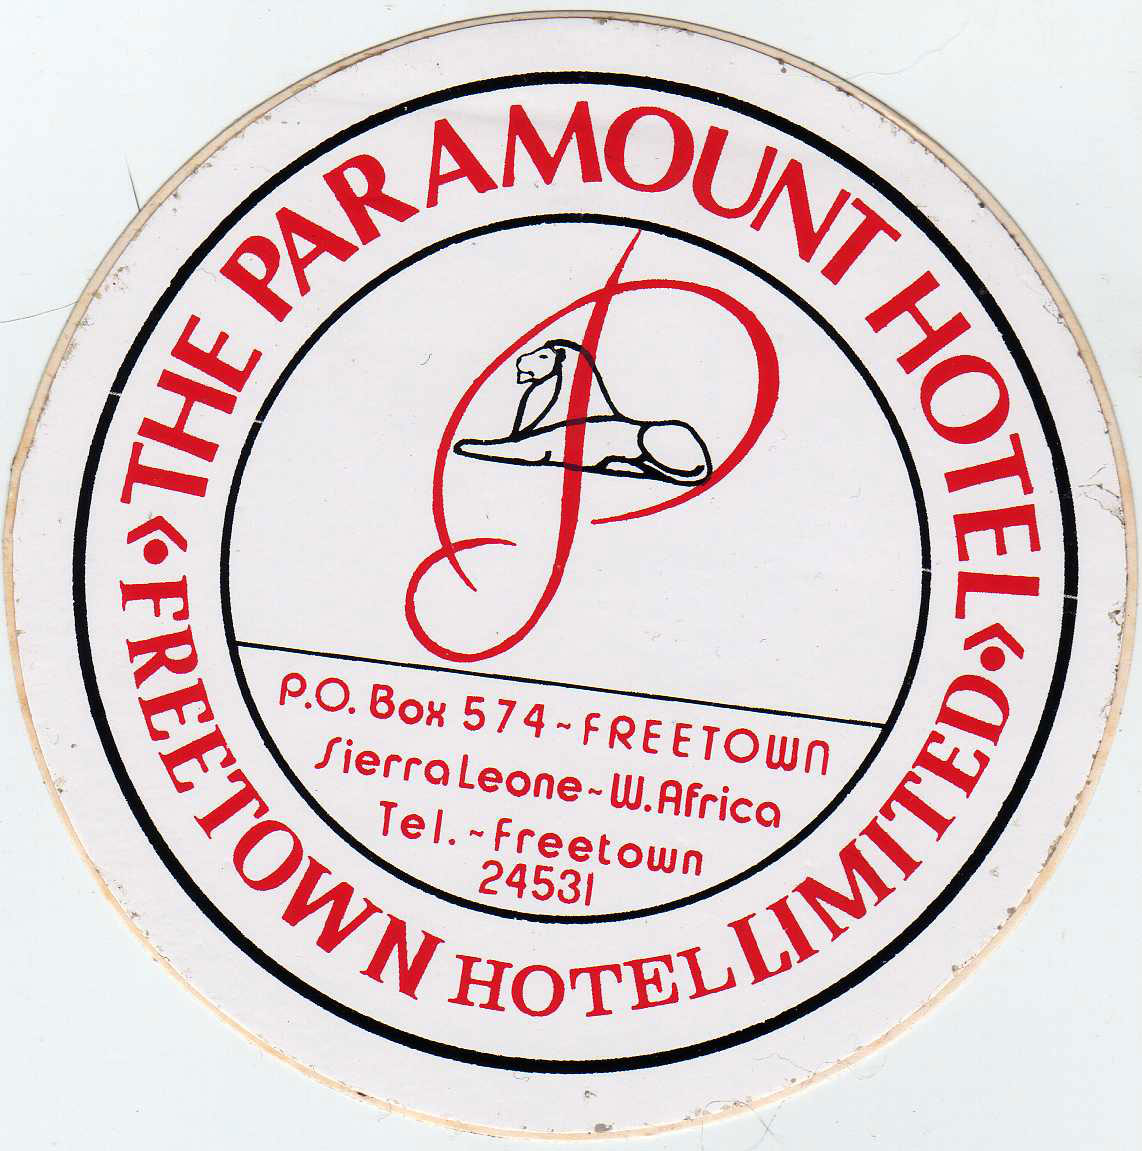 THE PARAMOUNT HOTEL
P
P.O. Box 574~FREETOWN
Sierra Leone~W. Africa
Tel.~Freetown
24531
FREETOWN HOTEL LIMITED